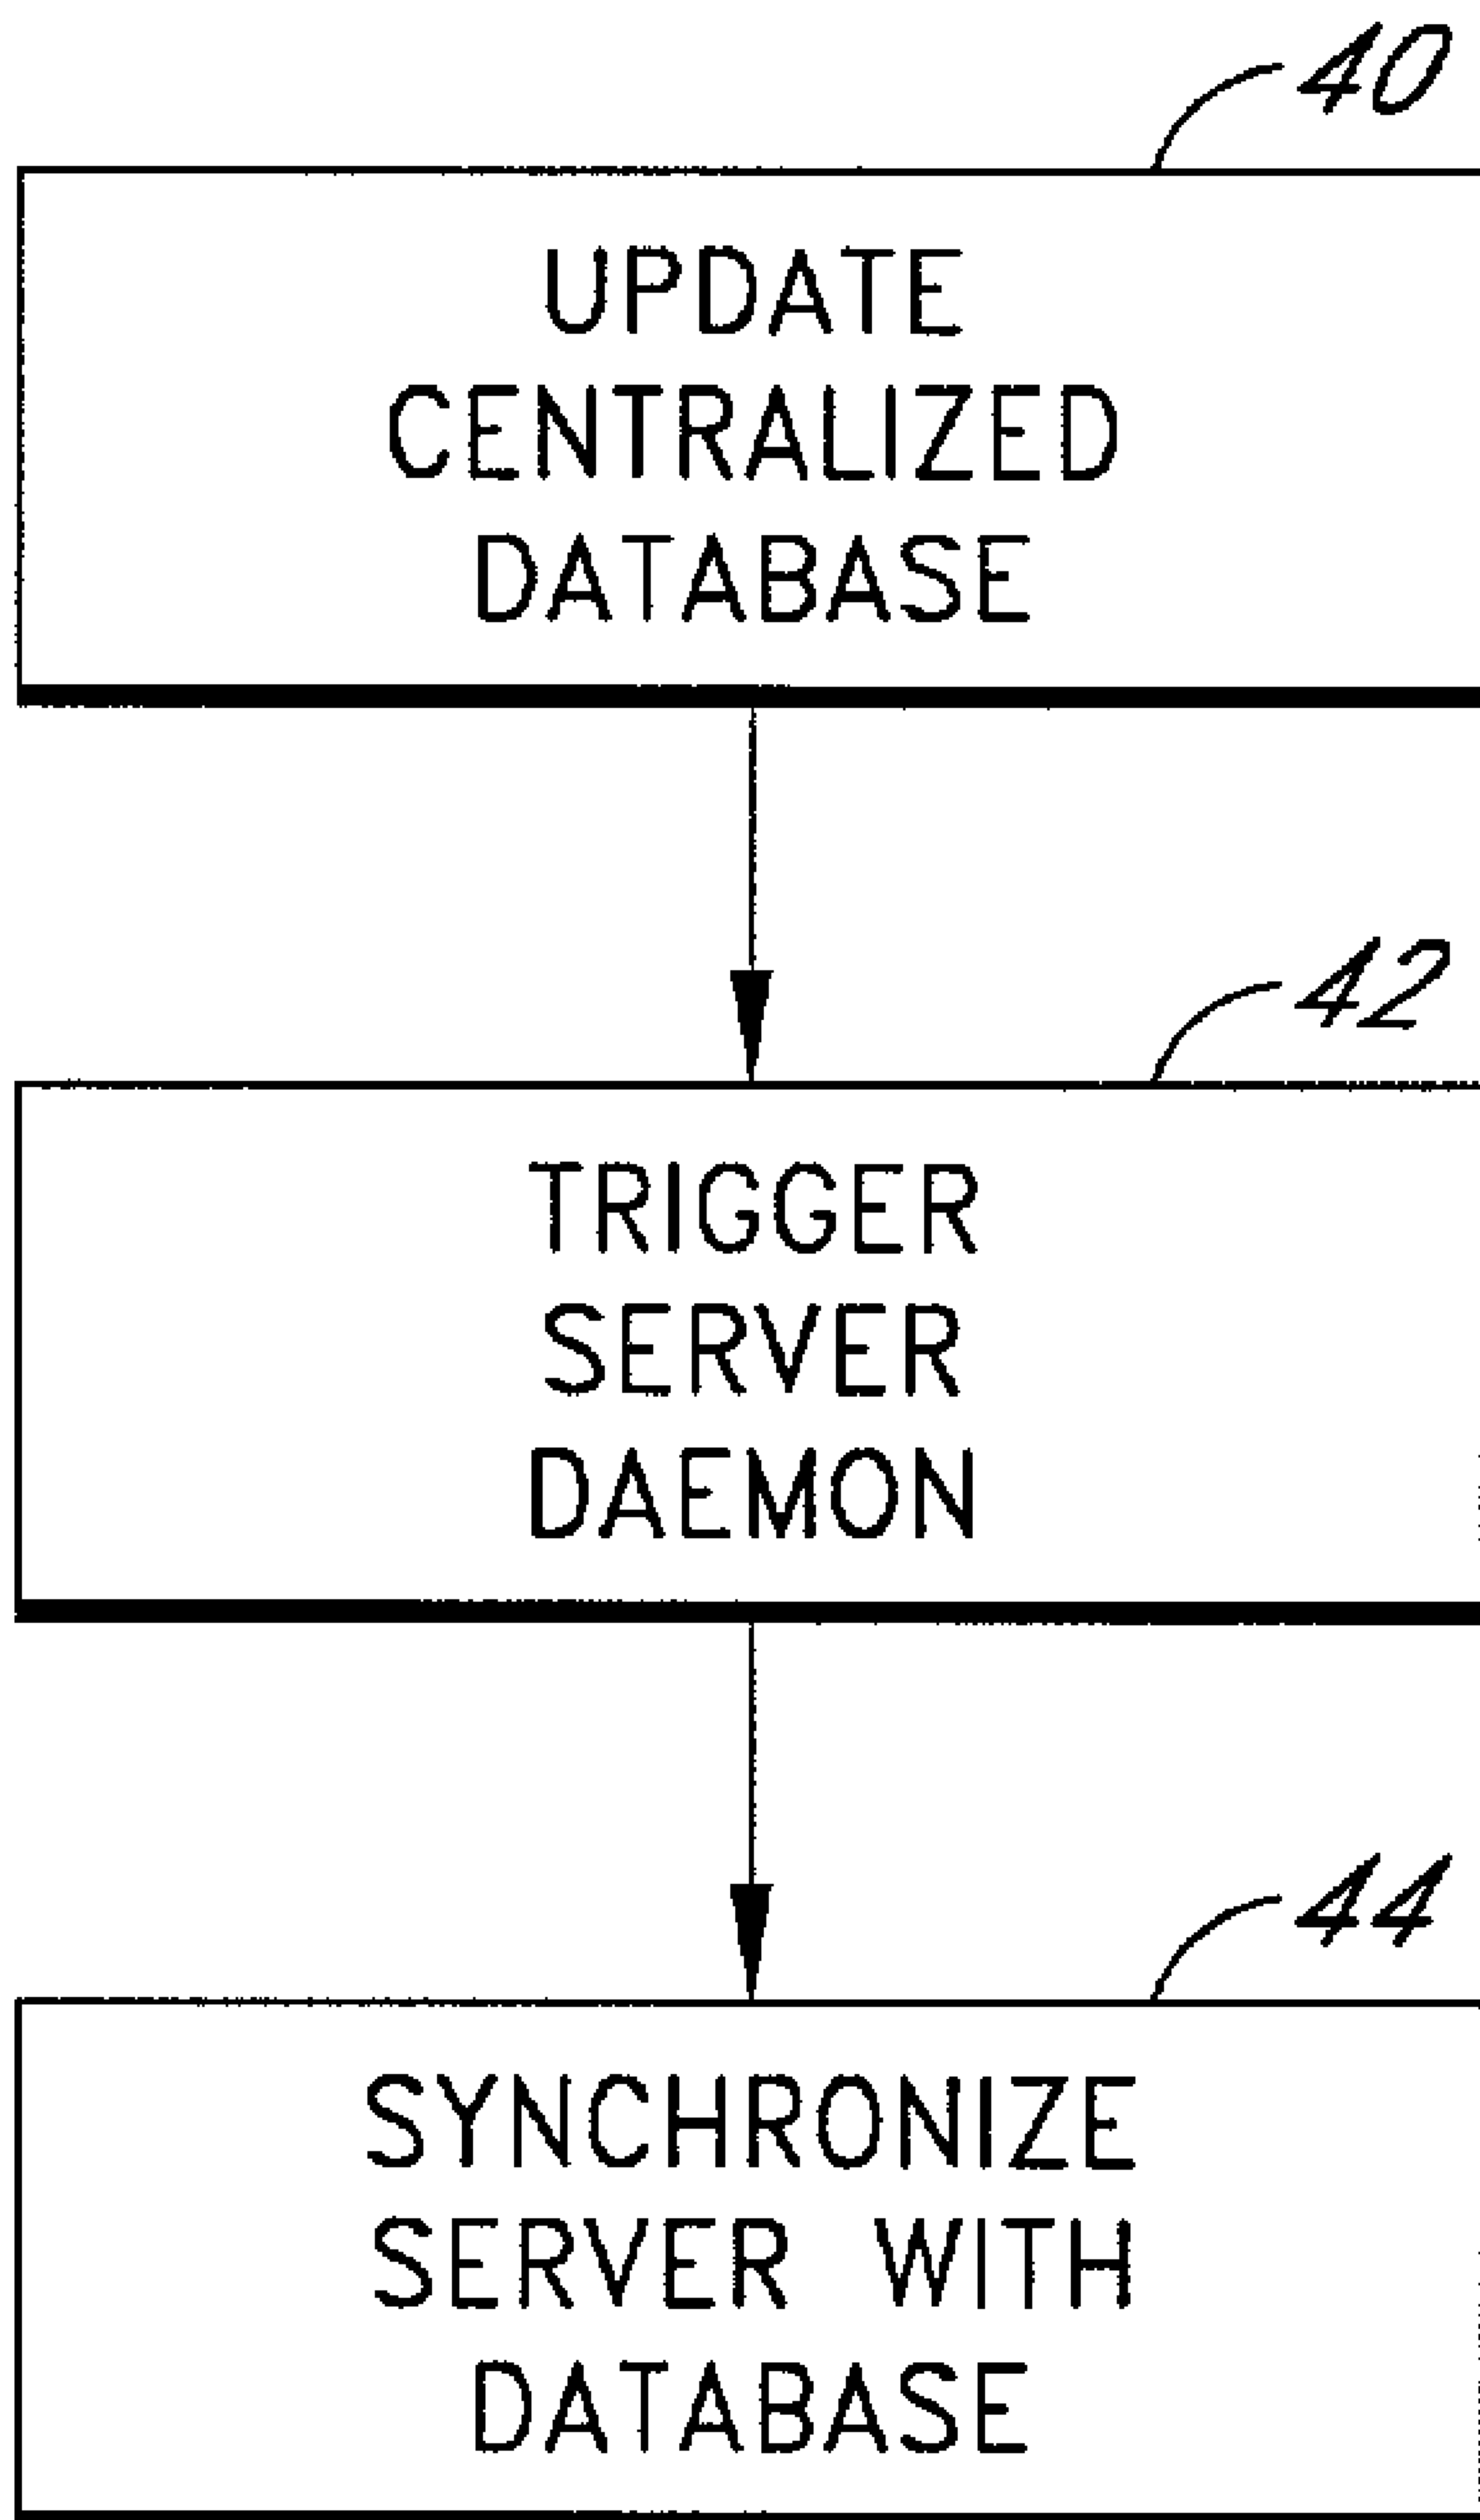 40
UPDATE
CENTRALIZED
DATABASE
42
TRIGGER
SERVER
DAEMON
44
SYNCHRONIZE
SERVER WITH
DATABASE